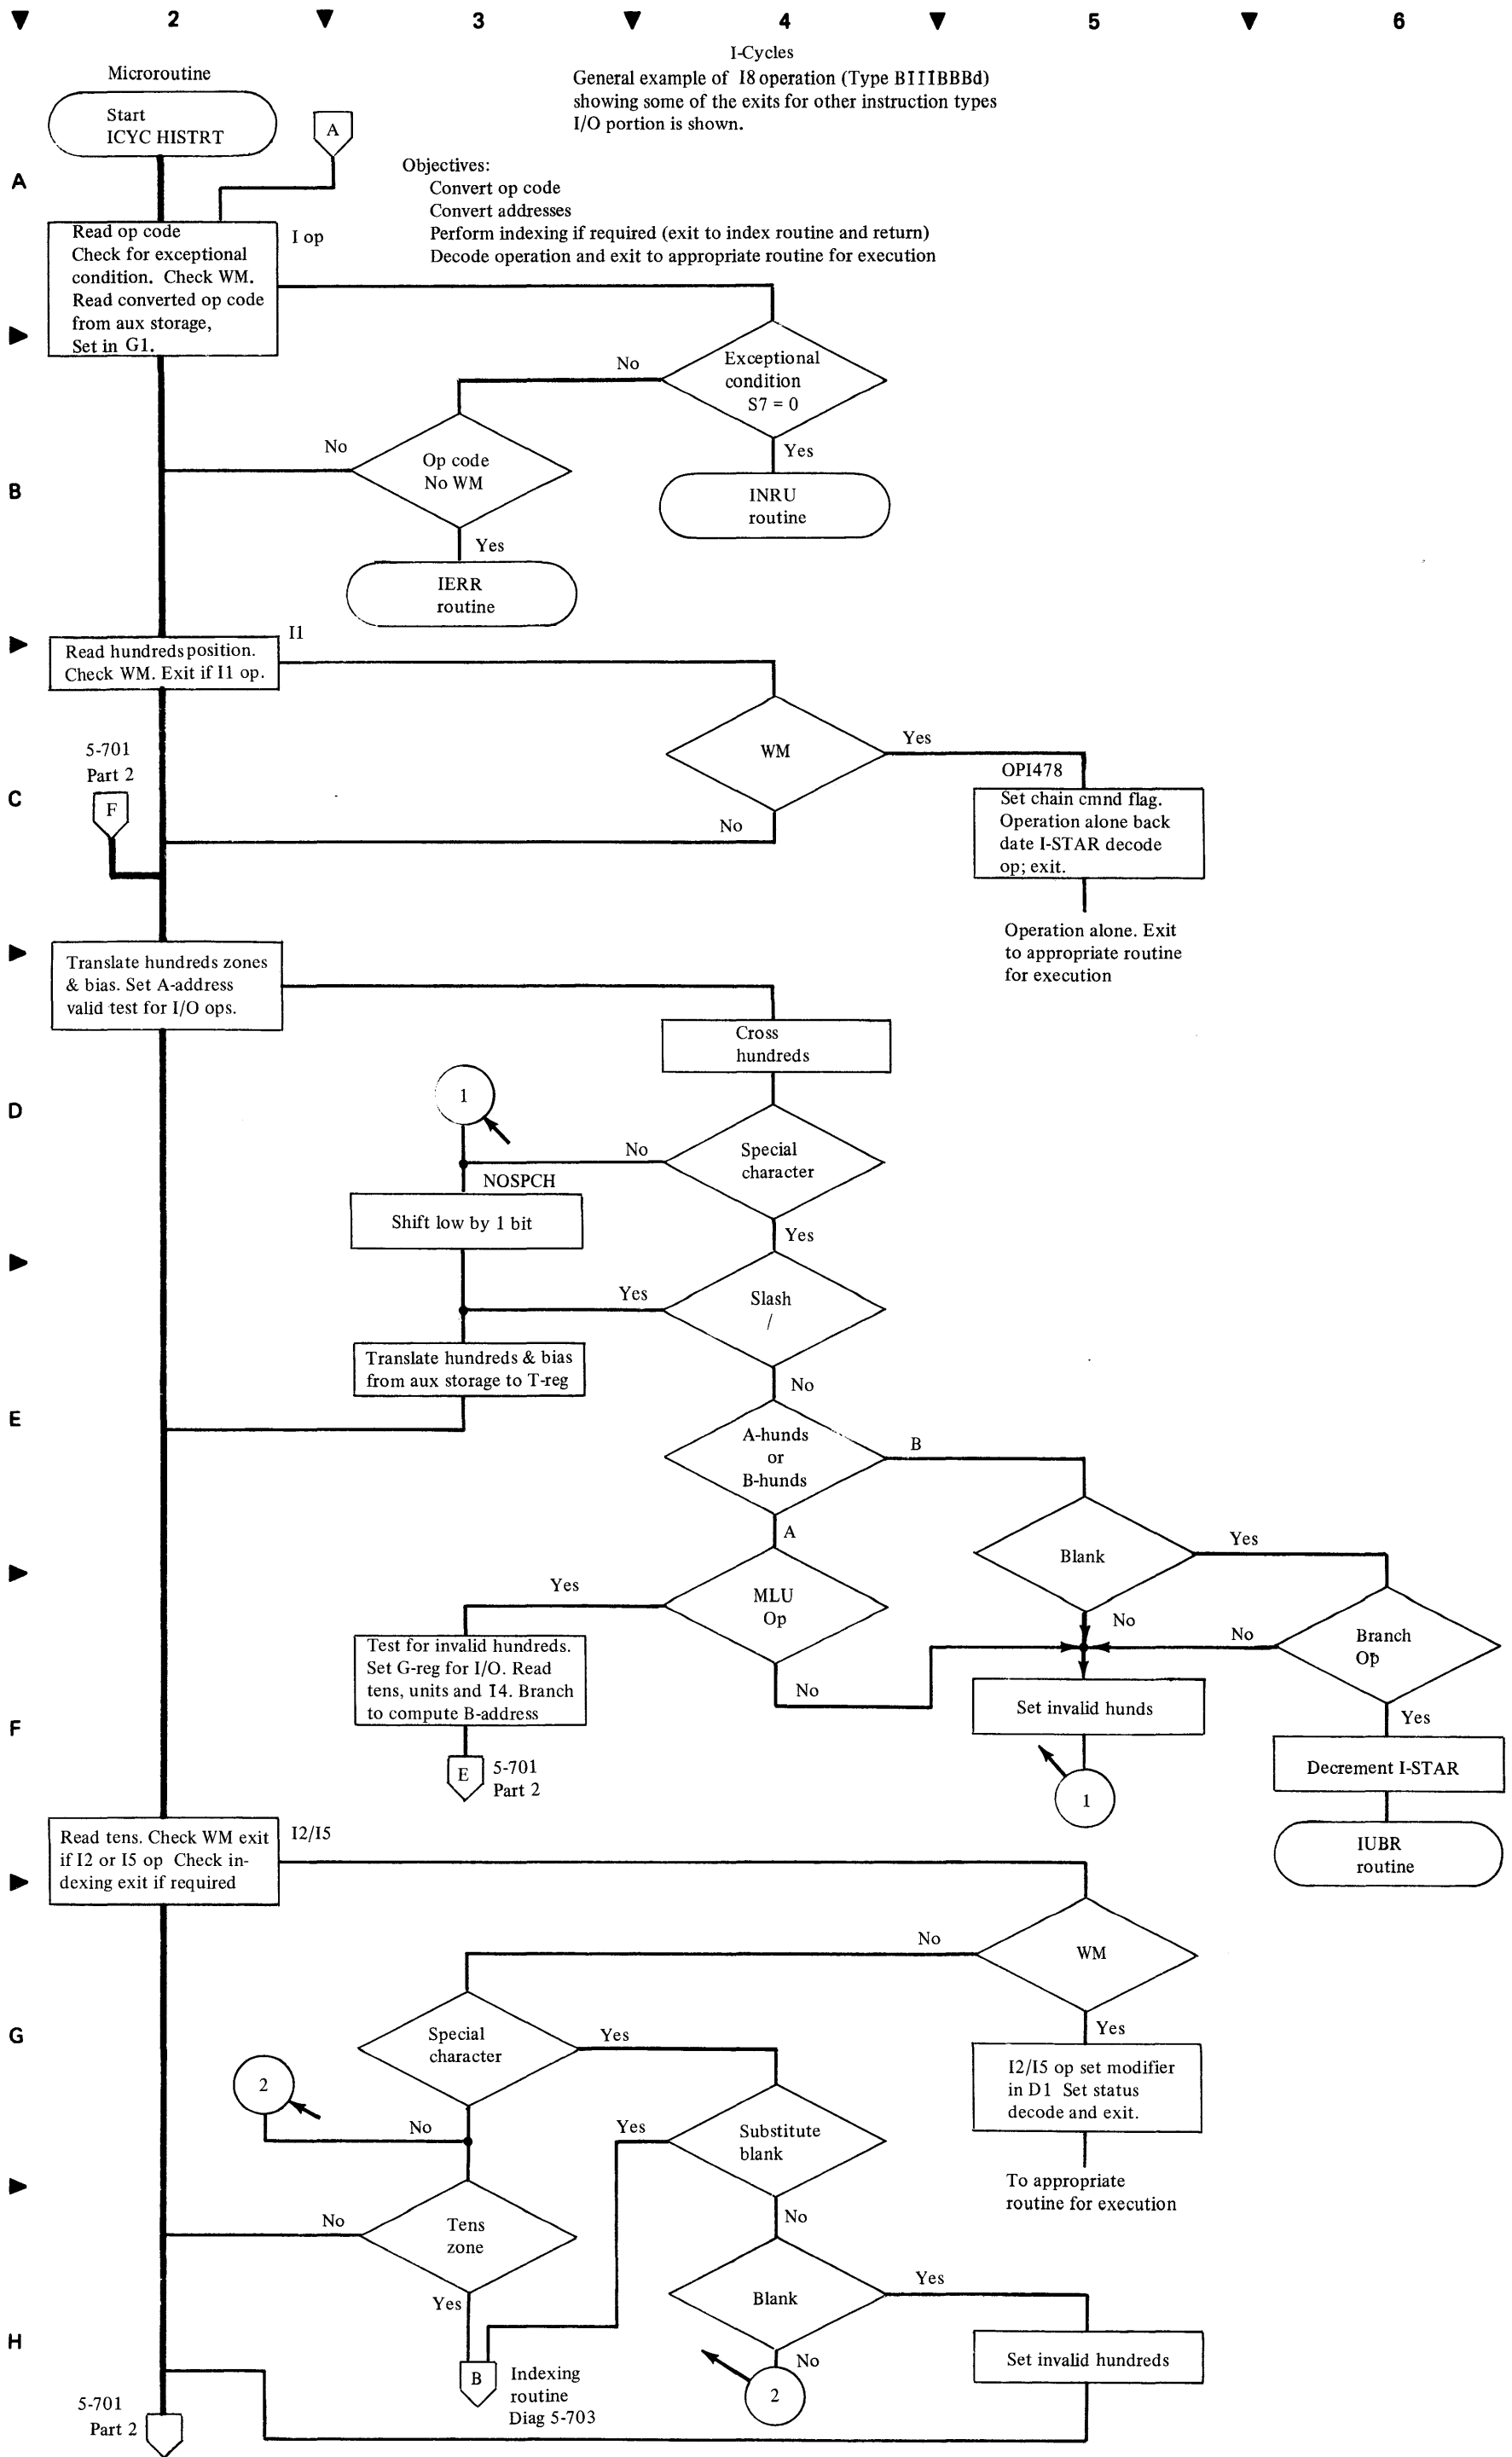 2 3 4 5 6
I-Cycles
General example of I8 operation (Type BIIIBBBd)
showing some of the exits for other instruction types
I/O portion is shown.
Microroutine
Start
ICYC HISTRT
A
A
Objectives:
Convert op code
Convert addresses
Perform indexing if required (exit to index routine and return)
Decode operation and exit to appropriate routine for execution
Read op code
Check for exceptional
condition. Check WM.
Read converted op code
from aux storage,
Set in G1.
I op
Exceptional
condition
S7 = 0
No
Yes
INRU
routine
B
Op code
No WM
No
Yes
IERR
routine
I1
Read hundreds position.
Check WM. Exit if I1 op.
WM
Yes
No
OPI478
Set chain cmnd flag.
Operation alone back
date I-STAR decode
op; exit.
Operation alone. Exit
to appropriate routine
for execution
C
5-701
Part 2
F
Translate hundreds zones
& bias. Set A-address
valid test for I/O ops.
Cross
hundreds
D
1
Special
character
No
Yes
NOSPCH
Shift low by 1 bit
Slash
/
Yes
No
Translate hundreds & bias
from aux storage to T-reg
E
A-hunds
or
B-hunds
B
A
Blank
Yes
No
MLU
Op
Yes
No
Branch
Op
No
Yes
Test for invalid hundreds.
Set G-reg for I/O. Read
tens, units and I4. Branch
to compute B-address
Set invalid hunds
F
E
5-701
Part 2
1
Decrement I-STAR
IUBR
routine
Read tens. Check WM exit
if I2 or I5 op Check in-
dexing exit if required
I2/I5
WM
No
Yes
G
Special
character
Yes
No
2
I2/I5 op set modifier
in D1 Set status
decode and exit.
To appropriate
routine for execution
Substitute
blank
Yes
No
Tens
zone
No
Yes
Blank
Yes
No
H
B
Indexing
routine
Diag 5-703
2
Set invalid hundreds
5-701
Part 2